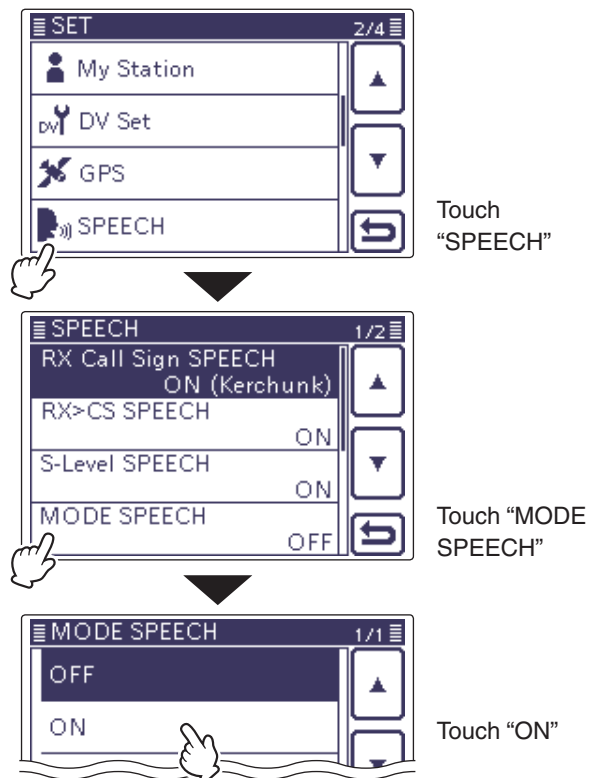 SET 2/4
My Station
DV DV Set
GPS
SPEECH
Touch
“SPEECH”
SPEECH 1/2
RX Call Sign SPEECH
ON (Kerchunk)
RX>CS SPEECH
ON
S-Level SPEECH
ON
MODE SPEECH
OFF
Touch “MODE
SPEECH”
MODE SPEECH 1/1
OFF
ON
Touch “ON”